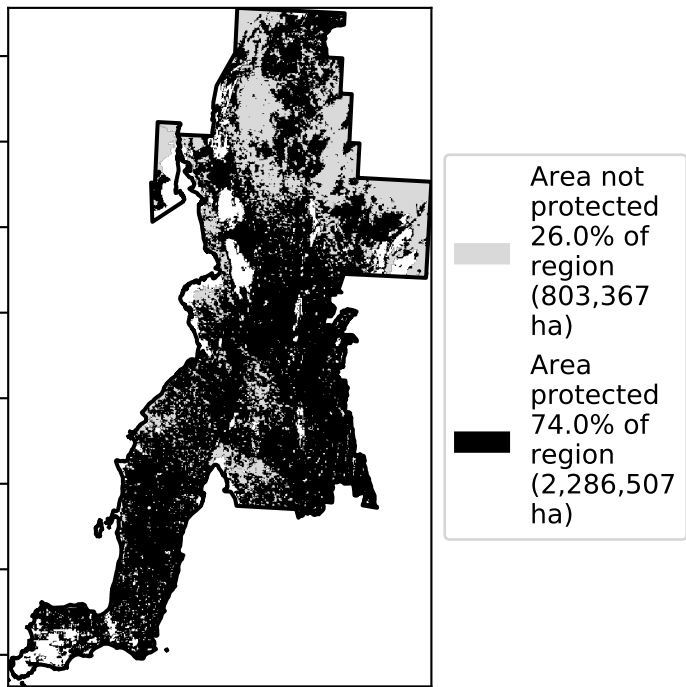 Area not
protected
26.0% of
region
(803,367
ha)
Area
protected
74.0% of
region
(2,286,507
ha)